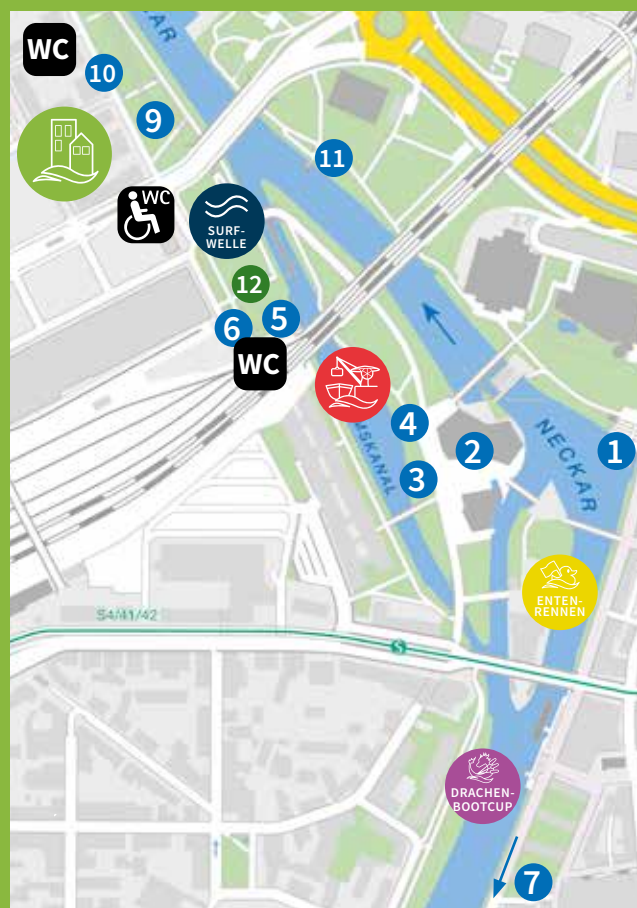 WC
10
9
11
WC
SURF-
WELLE
12
6
5
WC
4
2
1
3
NECKAR
ENTEN-
RENNEN
S4/41/42
S
DRACHEN-
BOOTCUP
7